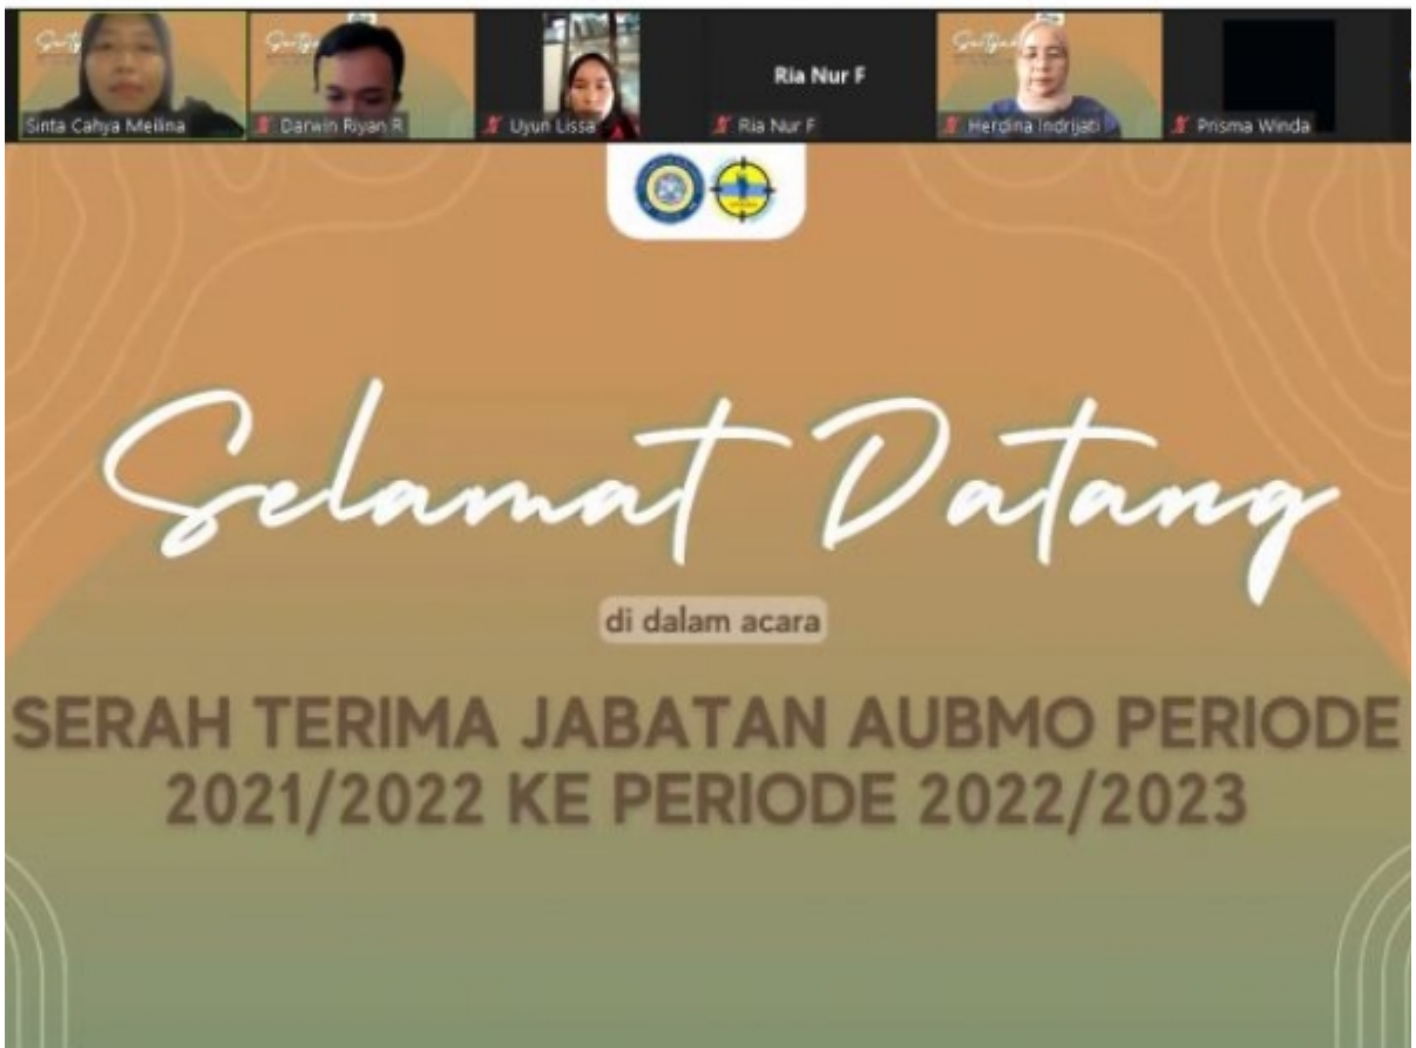 Sinta Cahya Meilina
Darwin Riyan R
Uyun Lissa
Ria Nur F
Ria Nur F
Herdina Indrijati
Prisma Winda
Selamat Datang
di dalam acara
SERAH TERIMA JABATAN AUBMO PERIODE
2021/2022 KE PERIODE 2022/2023